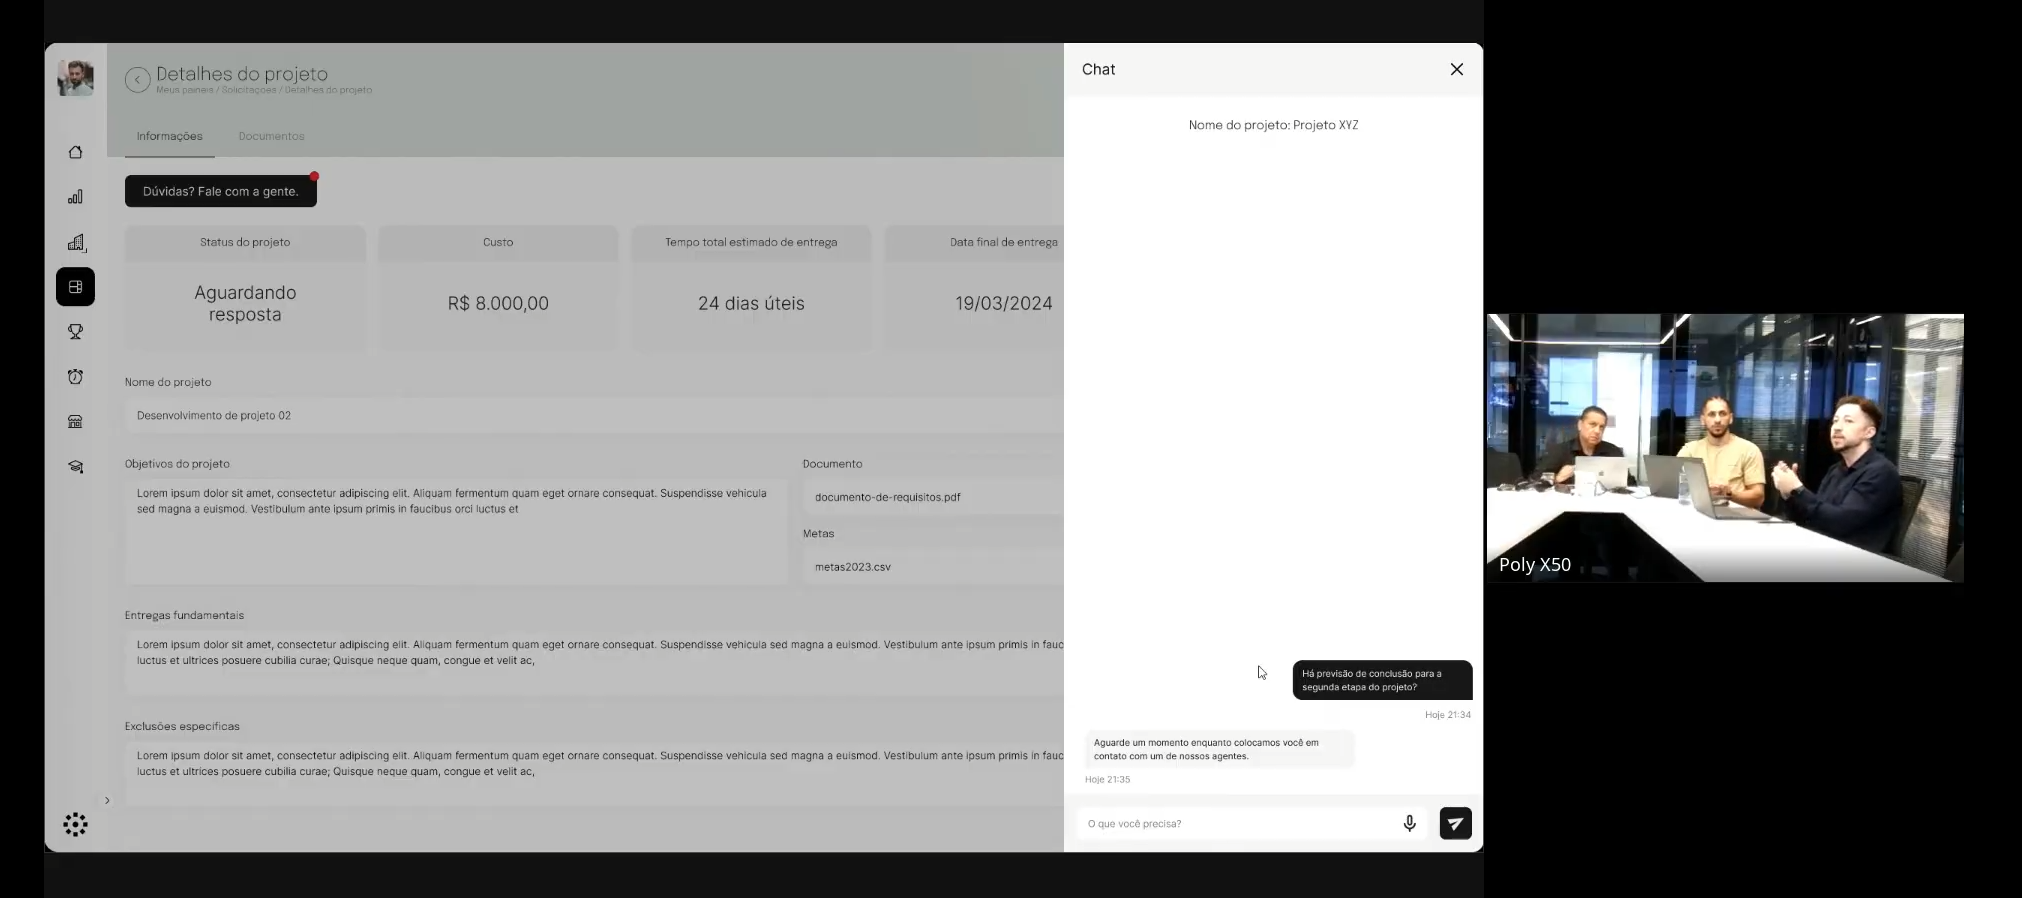 Detalhes do projeto
Meus paineis / Solicitações / Detalhes do projeto
Informações
Documentos
Dúvidas? Fale com a gente.
Status do projeto
Aguardando
resposta
Custo
R$ 8.000,00
Tempo total estimado de entrega
24 dias úteis
Data final de entrega
19/03/2024
Nome do projeto
Desenvolvimento de projeto 02
Objetivos do projeto
Lorem ipsum dolor sit amet, consectetur adipiscing elit. Aliquam fermentum quam eget ornare consequat. Suspendisse vehicula
sed magna a euismod. Vestibulum ante ipsum primis in faucibus orci luctus et
Documento
documento-de-requisitos.pdf
Metas
metas2023.csv
Entregas fundamentais
Lorem ipsum dolor sit amet, consectetur adipiscing elit. Aliquam fermentum quam eget ornare consequat. Suspendisse vehicula sed magna a euismod. Vestibulum ante ipsum primis in fauc
luctus et ultrices posuere cubilia curae; Quisque neque quam, congue et velit ac,
Exclusões específicas
Lorem ipsum dolor sit amet, consectetur adipiscing elit. Aliquam fermentum quam eget ornare consequat. Suspendisse vehicula sed magna a euismod. Vestibulum ante ipsum primis in fauc
luctus et ultrices posuere cubilia curae; Quisque neque quam, congue et velit ac,
Chat
Nome do projeto: Projeto XYZ
Há previsão de conclusão para a
segunda etapa do projeto?
Hoje 21:34
Aguarde um momento enquanto colocamos você em
contato com um de nossos agentes.
Hoje 21:35
O que você precisa?
Poly X50